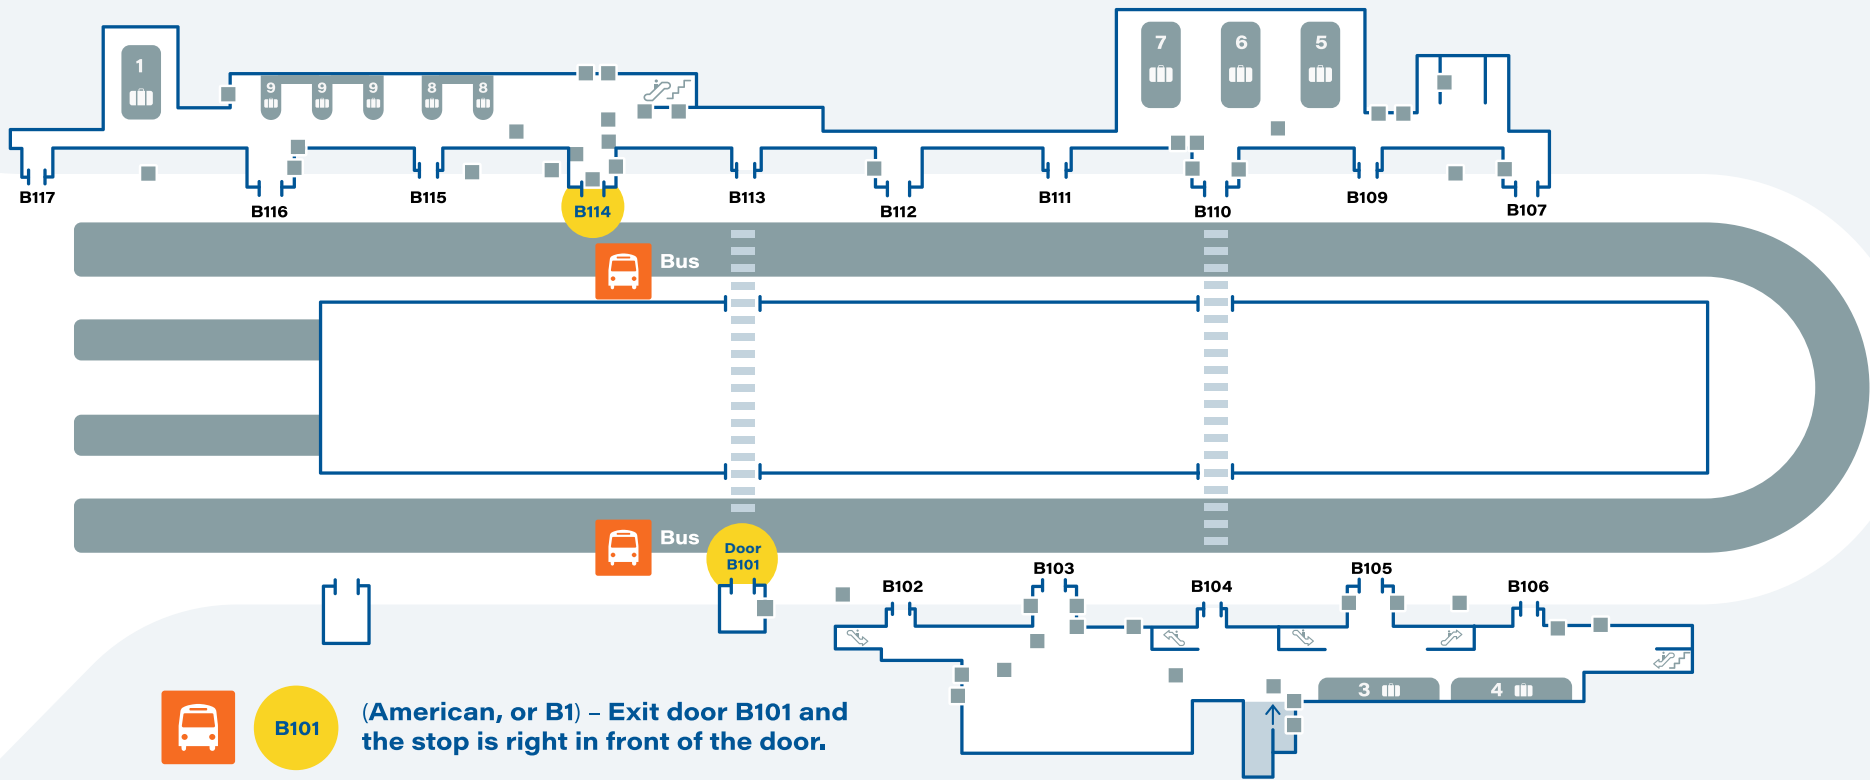 7 6 5
1
9 9 9 8 8
B117 B116 B115 B114 B113 B112 B111 B110 B109 B107
Bus
Bus
Door
B101
B102 B103 B104 B105 B106
3 4
B101
(American, or B1) – Exit door B101 and
the stop is right in front of the door.